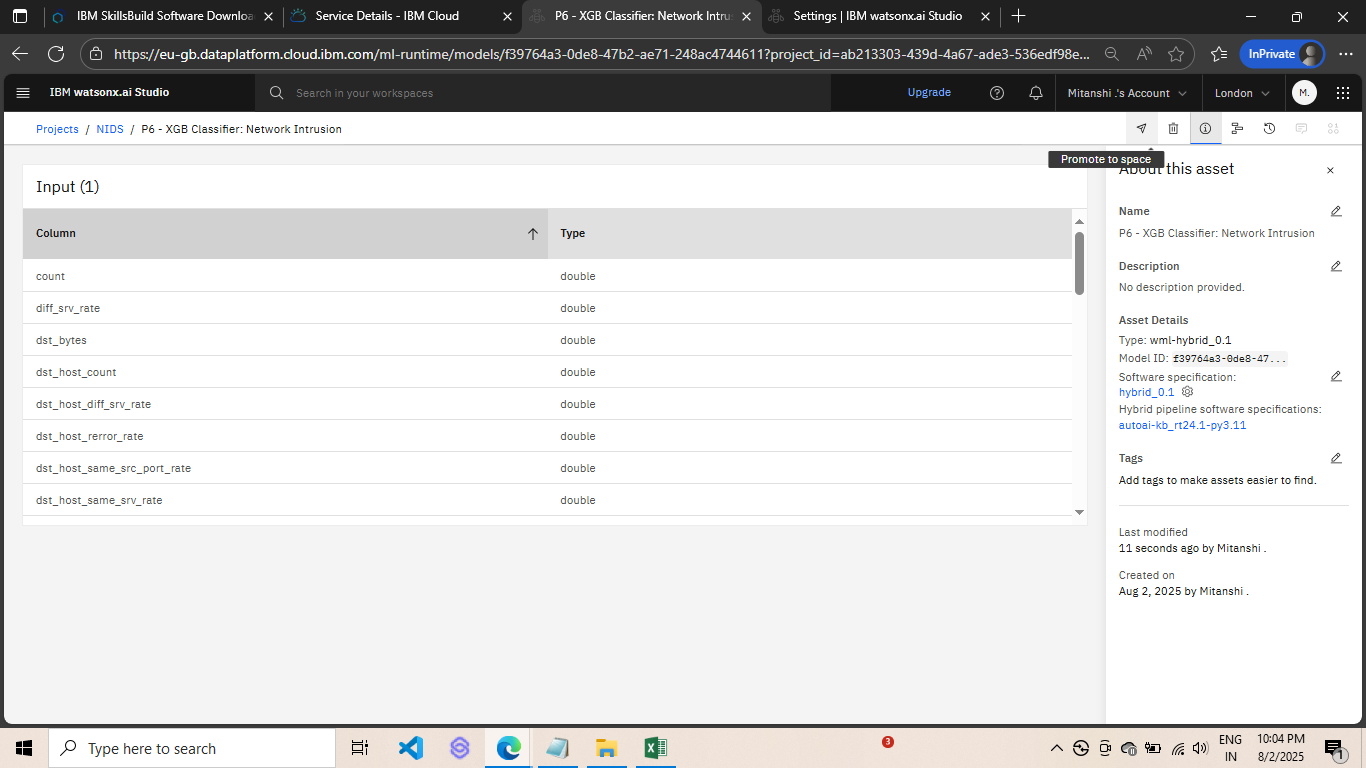 IBM SkillsBuild Software Downloa
Service Details - IBM Cloud
P6 - XGB Classifier: Network Intrus
Settings | IBM watsonx.ai Studio
https://eu-gb.dataplatform.cloud.ibm.com/ml-runtime/models/f39764a3-0de8-47b2-ae71-248ac4744611?project_id=ab213303-439d-4a67-ade3-536edf98e...
InPrivate
IBM watsonx.ai Studio
Search in your workspaces
Upgrade
Mitanshi .'s Account
London
M.
Projects / NIDS / P6 - XGB Classifier: Network Intrusion
Promote to space
Input (1)
Column
Type
count double
diff_srv_rate double
dst_bytes double
dst_host_count double
dst_host_diff_srv_rate double
dst_host_rerror_rate double
dst_host_same_src_port_rate double
dst_host_same_srv_rate double
About this asset
Name
P6 - XGB Classifier: Network Intrusion
Description
No description provided.
Asset Details
Type: wml-hybrid_0.1
Model ID: f39764a3-0de8-47...
Software specification:
hybrid_0.1
Hybrid pipeline software specifications:
autoai-kb_rt24.1-py3.11
Tags
Add tags to make assets easier to find.
Last modified
11 seconds ago by Mitanshi .
Created on
Aug 2, 2025 by Mitanshi .
Type here to search
3
ENG
IN
10:04 PM
8/2/2025
1